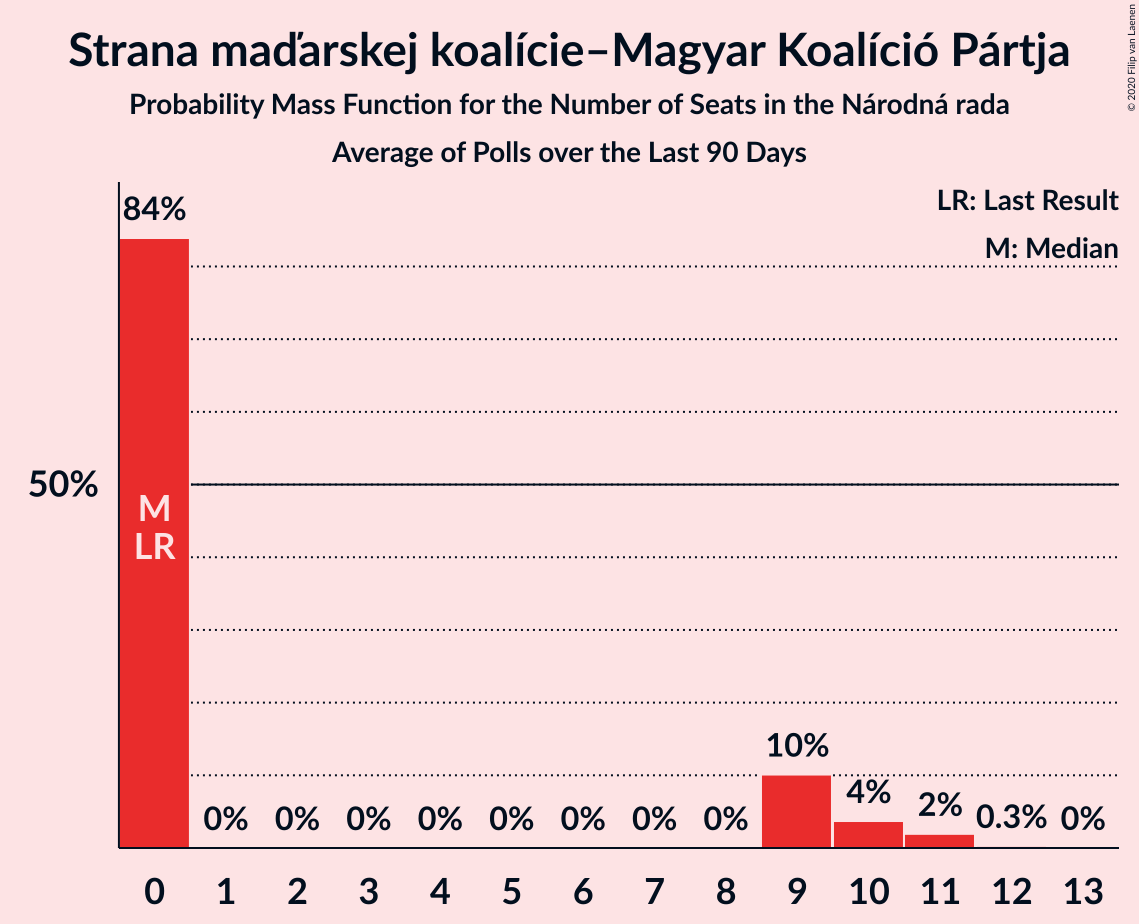 Strana maďarskej koalície–Magyar Koalíció Pártja
Probability Mass Function for the Number of Seats in the Národná rada
Average of Polls over the Last 90 Days
© 2020 Filip van Laenen
LR: Last Result
M: Median
84%
50%
M
LR
0% 0% 0% 0% 0% 0% 0% 0% 10% 4% 2% 0.3% 0%
0 1 2 3 4 5 6 7 8 9 10 11 12 13